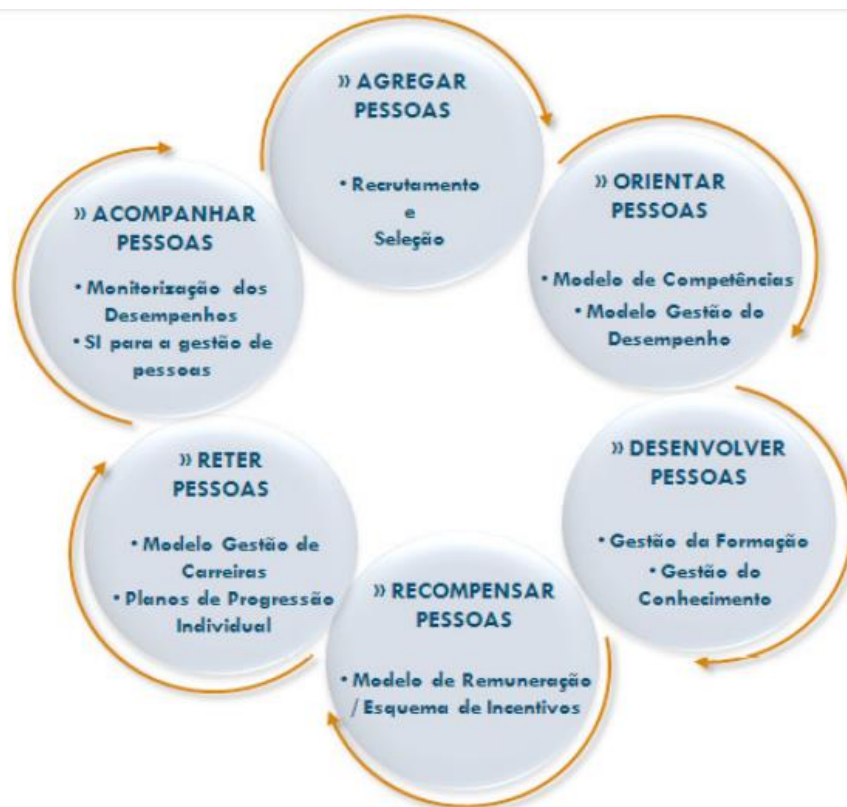 » AGREGAR
PESSOAS
• Recrutamento
e
Seleção
» ORIENTAR
PESSOAS
• Modelo de Competências
• Modelo Gestão do
Desempenho
» DESENVOLVER
PESSOAS
• Gestão da Formação
• Gestão do
Conhecimento
» RECOMPENSAR
PESSOAS
• Modelo de Remuneração
/ Esquema de Incentivos
» RETER
PESSOAS
• Modelo Gestão de
Carreiras
• Planos de Progressão
Individual
» ACOMPANHAR
PESSOAS
• Monitorização dos
Desempenhos
• SI para a gestão de
pessoas